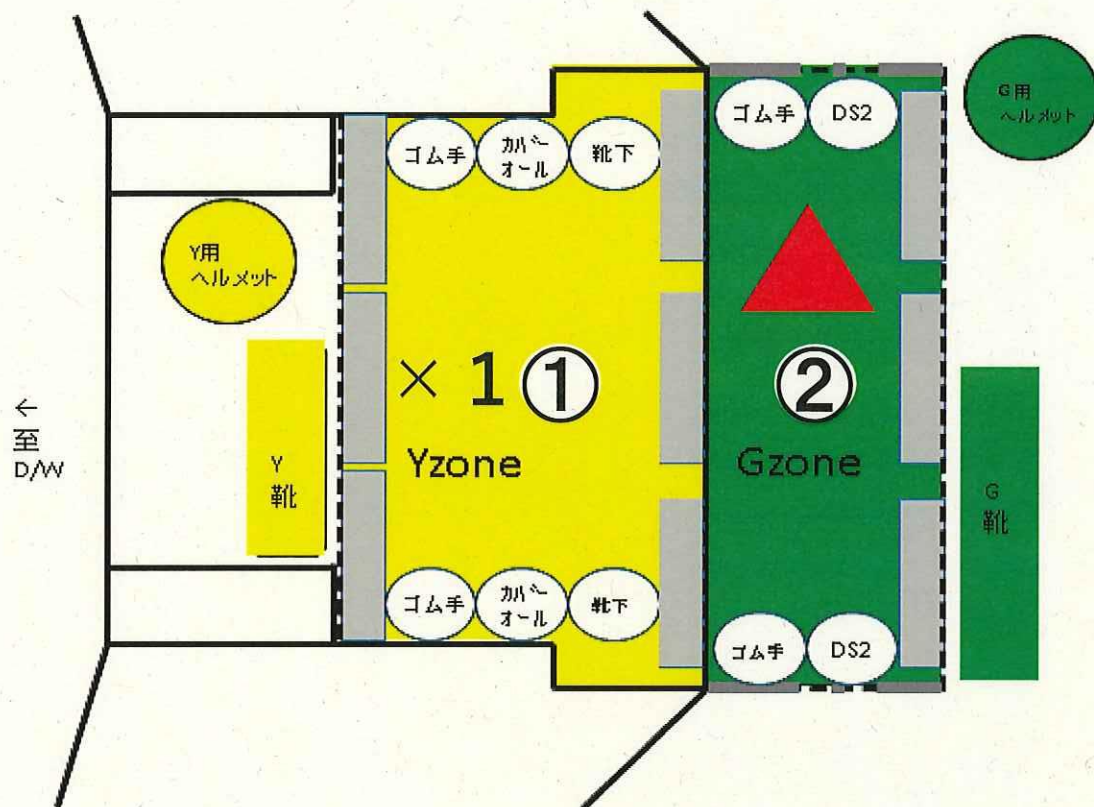 ゴム手
カバー
オール
靴下
ゴム手
DS2
G用
ヘルメット
Y用
ヘルメット
×1①
②
Yzone
Gzone
←
至
D/W
Y
靴
G
靴
ゴム手
カバー
オール
靴下
ゴム手
DS2